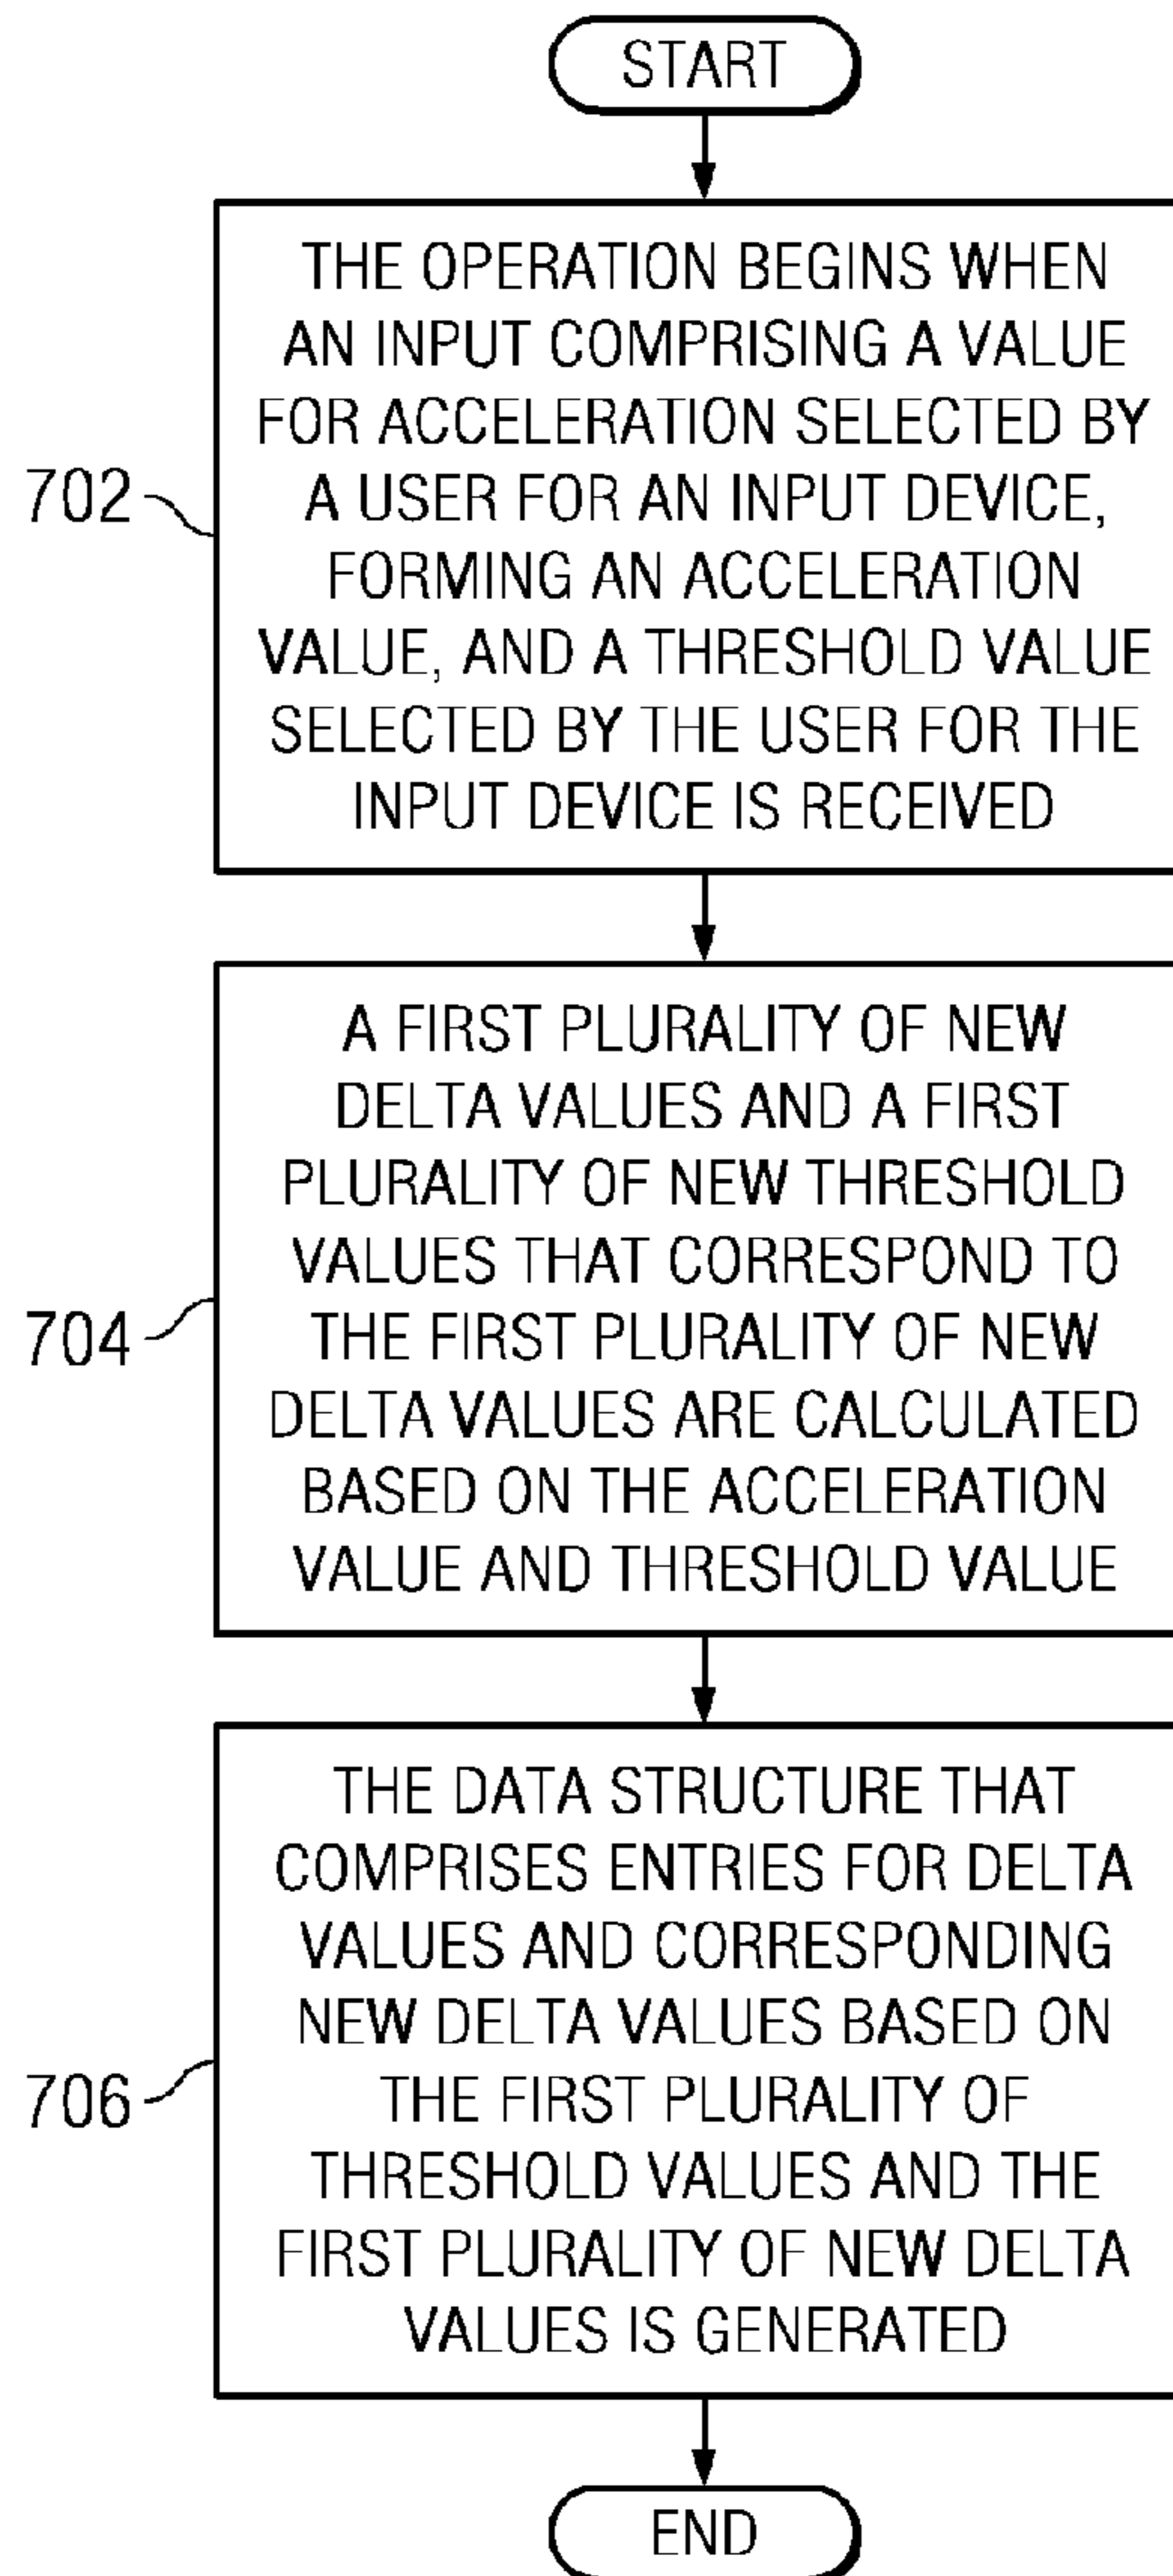 START
THE OPERATION BEGINS WHEN
AN INPUT COMPRISING A VALUE
FOR ACCELERATION SELECTED BY
A USER FOR AN INPUT DEVICE,
FORMING AN ACCELERATION
VALUE, AND A THRESHOLD VALUE
SELECTED BY THE USER FOR THE
INPUT DEVICE IS RECEIVED
702
A FIRST PLURALITY OF NEW
DELTA VALUES AND A FIRST
PLURALITY OF NEW THRESHOLD
VALUES THAT CORRESPOND TO
THE FIRST PLURALITY OF NEW
DELTA VALUES ARE CALCULATED
BASED ON THE ACCELERATION
VALUE AND THRESHOLD VALUE
704
THE DATA STRUCTURE THAT
COMPRISES ENTRIES FOR DELTA
VALUES AND CORRESPONDING
NEW DELTA VALUES BASED ON
THE FIRST PLURALITY OF
THRESHOLD VALUES AND THE
FIRST PLURALITY OF NEW DELTA
VALUES IS GENERATED
706
END